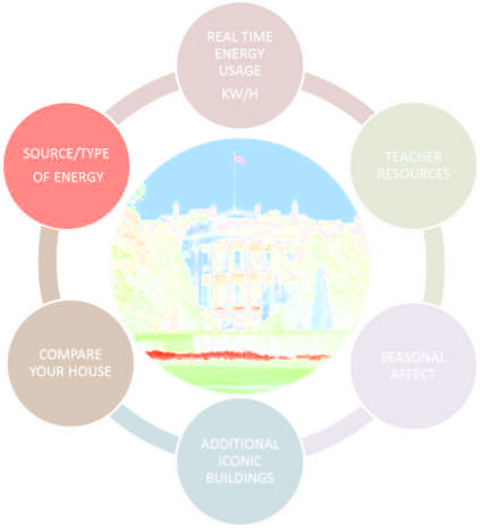 REAL TIME
ENERGY
USAGE
KW/H
TEACHER
RESOURCES
SEASONAL
AFFECT
ADDITIONAL
ICONIC
BUILDINGS
COMPARE
YOUR HOUSE
SOURCE/TYPE
OF ENERGY